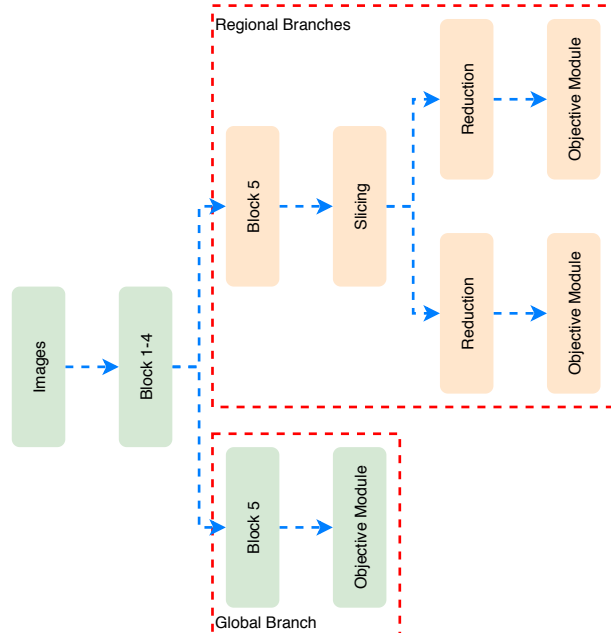 Regional Branches
Images
Block 1-4
Block 5
Slicing
Reduction
Objective Module
Reduction
Objective Module
Block 5
Objective Module
Global Branch